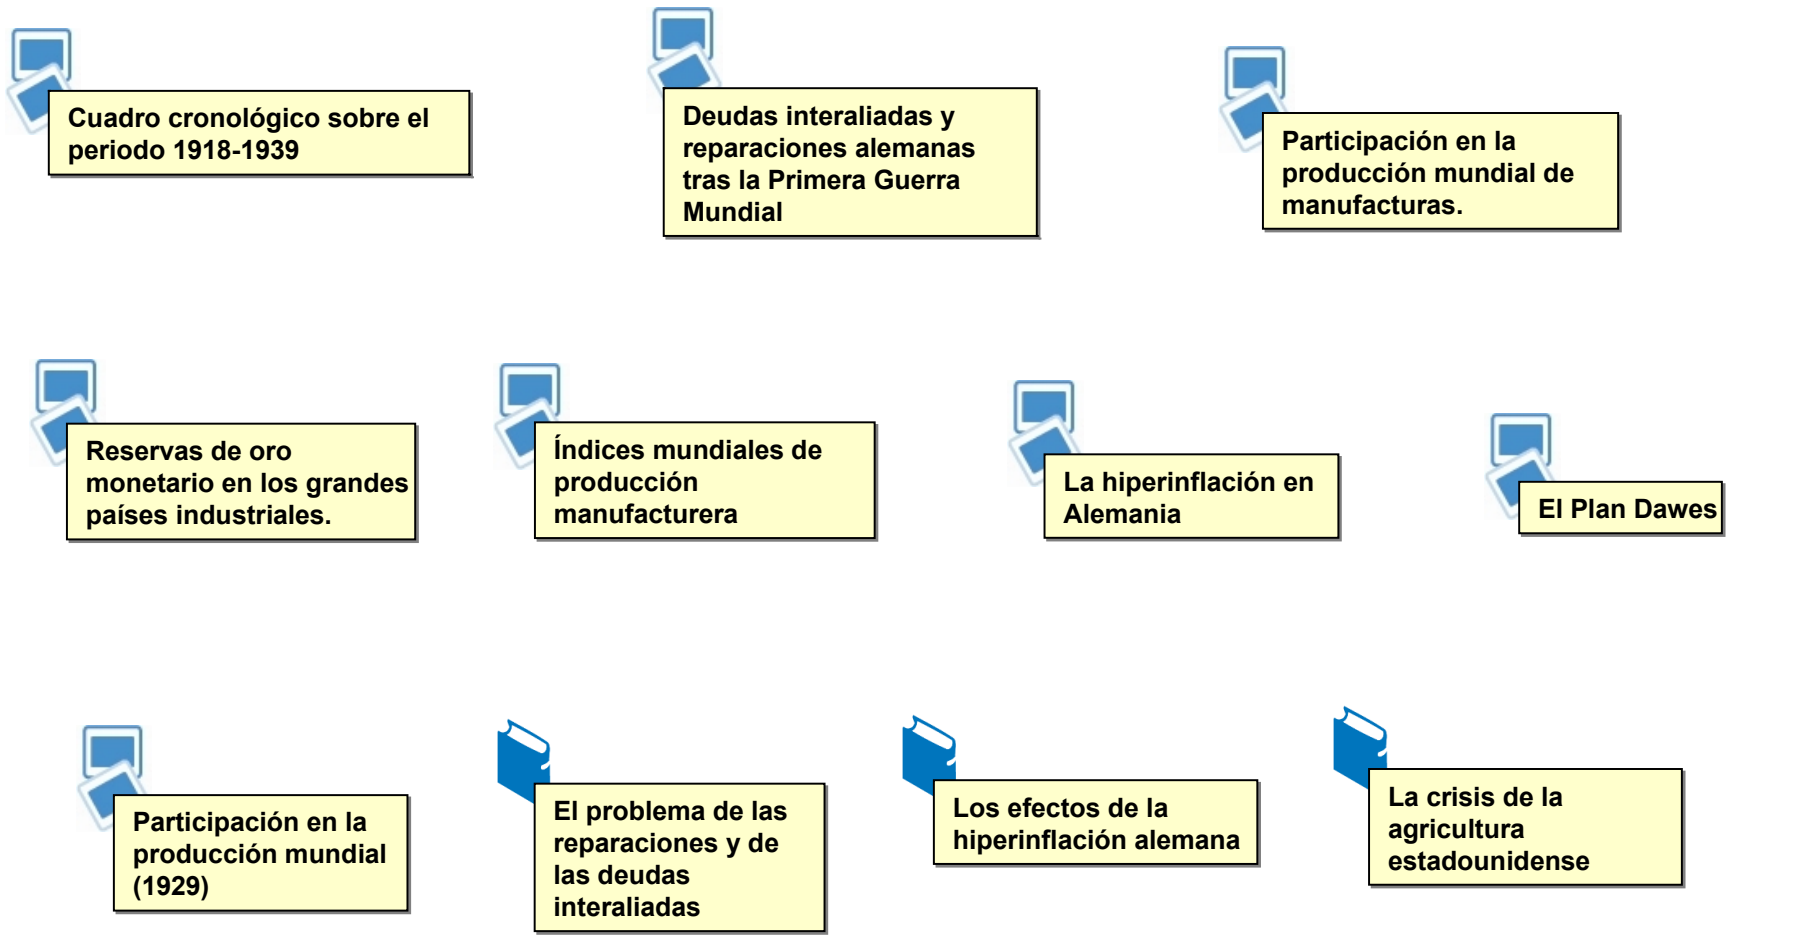 Cuadro cronológico sobre el
periodo 1918-1939
Deudas interaliadas y
reparaciones alemanas
tras la Primera Guerra
Mundial
Participación en la
producción mundial de
manufacturas.
Reservas de oro
monetario en los grandes
países industriales.
Índices mundiales de
producción
manufacturera
La hiperinflación en
Alemania
El Plan Dawes
Participación en la
producción mundial
(1929)
El problema de las
reparaciones y de
las deudas
interaliadas
Los efectos de la
hiperinflación alemana
La crisis de la
agricultura
estadounidense